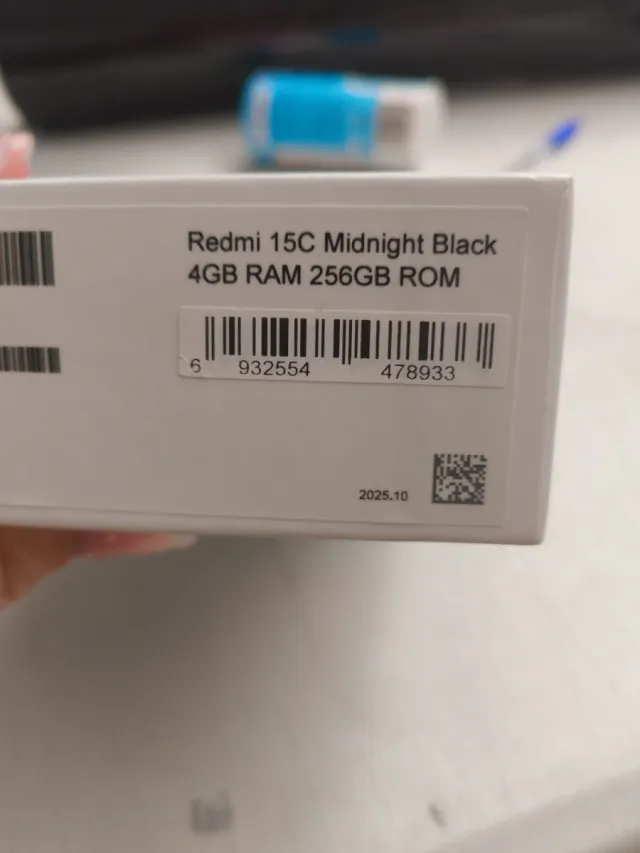 Redmi 15C Midnight Black
4GB RAM 256GB ROM
6 932554 478933
2025.10